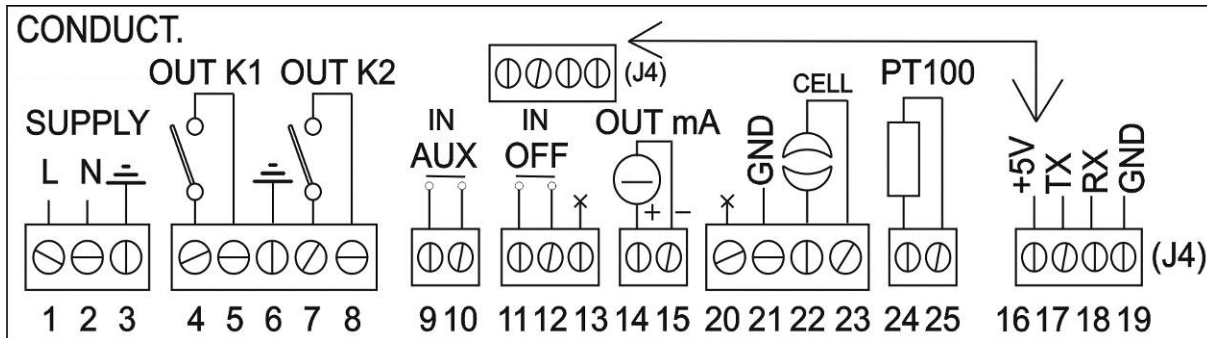 CONDUCT.
OUT K1 OUT K2 (J4) PT100
CELL
SUPPLY IN AUX IN OFF OUT mA GND +5V TX RX GND
L N
+ −
(J4)
1 2 3 4 5 6 7 8 9 10 11 12 13 14 15 20 21 22 23 24 25 16 17 18 19